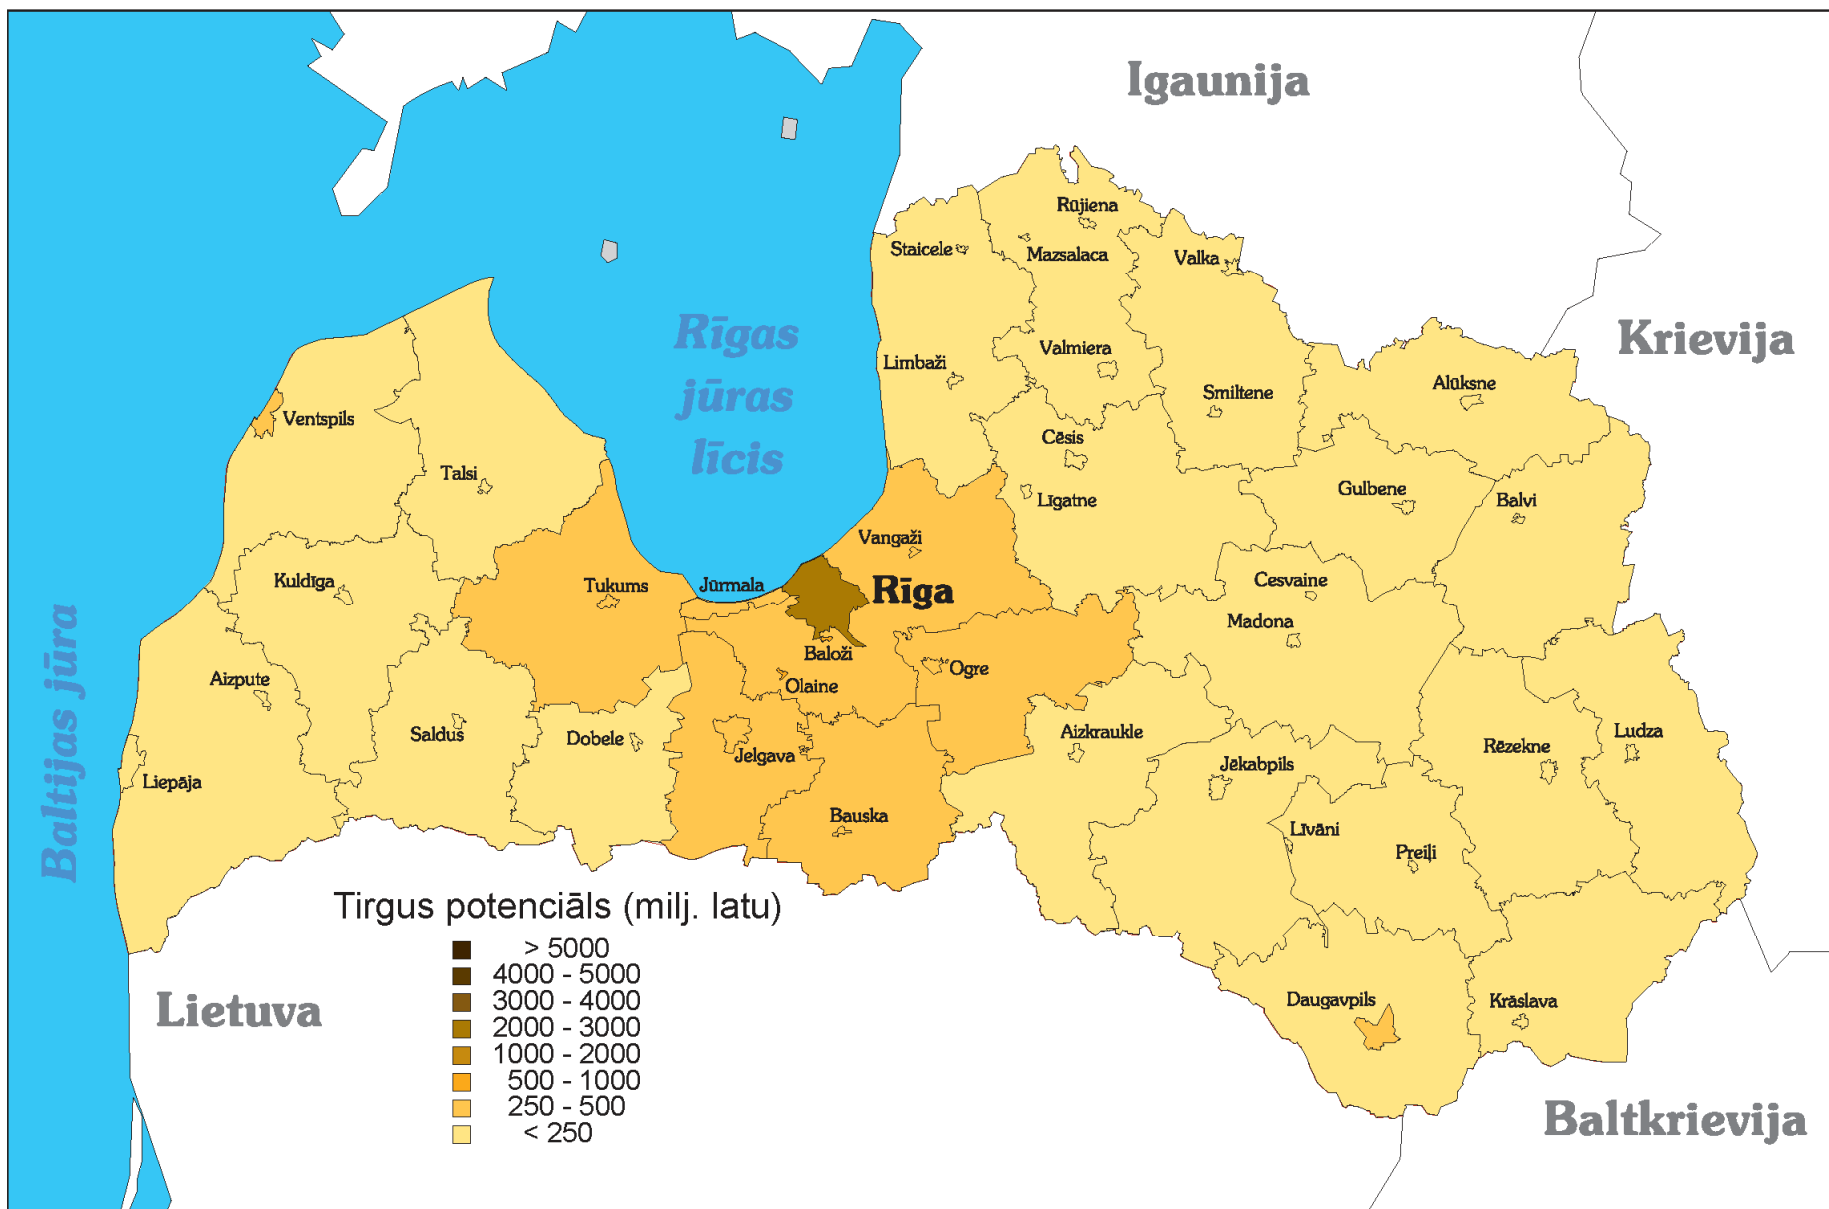 Igaunija
Rūjiena
Staicele
Mazsalaca
Valka
Rīgas
jūras
līcis
Krievija
Limbaži
Valmiera
Smiltene
Alūksne
Ventspils
Cēsis
Talsi
Līgatne
Gulbene
Balvi
Vangaži
Kuldīga
Tukums
Jūrmala
Rīga
Cesvaine
Madona
Baltijas jūra
Baloži
Ogre
Aizpute
Olaine
Saldus
Dobele
Jelgava
Aizkraukle
Jēkabpils
Rēzekne
Ludza
Liepāja
Bauska
Līvāni
Preiļi
Tirgus potenciāls (milj. latu)
> 5000
4000 - 5000
3000 - 4000
2000 - 3000
1000 - 2000
500 - 1000
250 - 500
< 250
Lietuva
Daugavpils
Krāslava
Baltkrievija